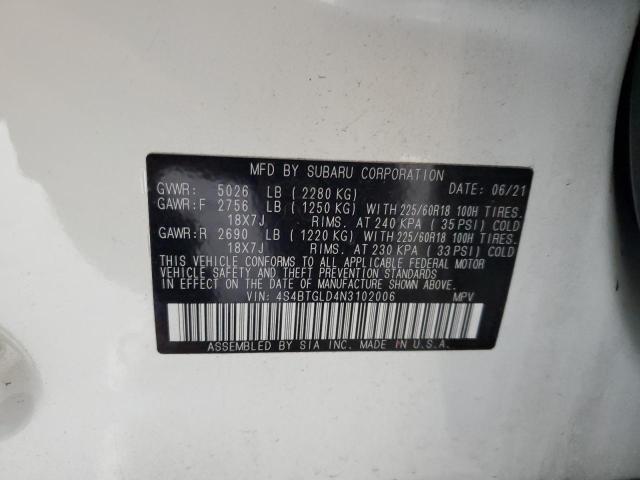 MFD BY SUBARU CORPORATION
GVWR: 5026 LB ( 2280 KG) DATE: 06/21
GAWR:F 2756 LB ( 1250 KG) WITH 225/60R18 100H TIRES,
18X7J RIMS, AT 240 KPA ( 35 PSI) COLD
GAWR:R 2690 LB ( 1220 KG) WITH 225/60R18 100H TIRES,
18X7J RIMS, AT 230 KPA ( 33 PSI) COLD
THIS VEHICLE CONFORMS TO ALL APPLICABLE FEDERAL MOTOR
VEHICLE SAFETY AND THEFT PREVENTION STANDARDS
IN EFFECT ON THE DATE OF MANUFACTURE SHOWN ABOVE.
VIN: 4S4BTGLD4N3102006 MPV
ASSEMBLED BY SIA INC. MADE IN U.S.A.